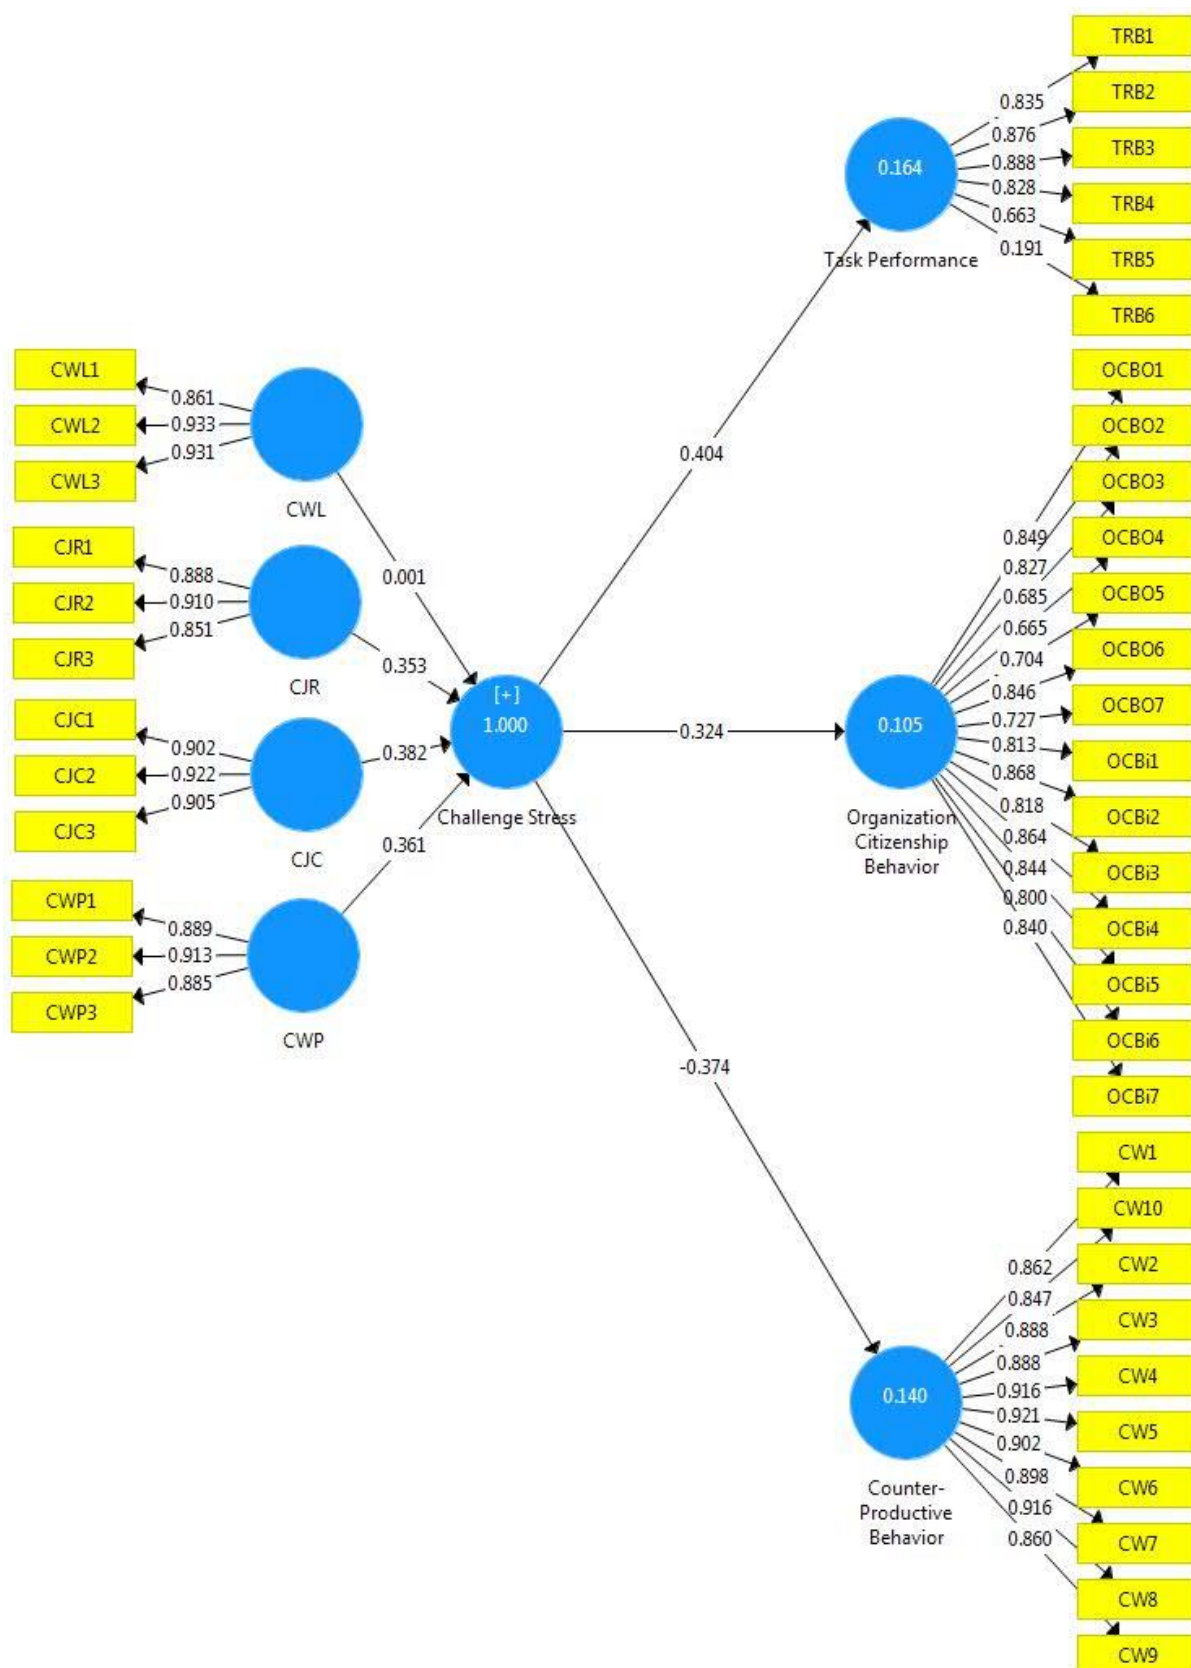 TRB1
TRB2
TRB3
TRB4
TRB5
TRB6
0.835
0.876
0.888
0.828
0.663
0.191
0.164
Task Performance
CWL1
CWL2
CWL3
0.861
0.933
0.931
CWL
CJR1
CJR2
CJR3
0.888
0.910
0.851
CJR
CJC1
CJC2
CJC3
0.902
0.922
0.905
CJC
CWP1
CWP2
CWP3
0.889
0.913
0.885
CWP
0.001
0.353
0.382
0.361
[+]
1.000
Challenge Stress
0.404
0.324
-0.374
OCBO1
OCBO2
OCBO3
OCBO4
OCBO5
OCBO6
OCBO7
OCBi1
OCBi2
OCBi3
OCBi4
OCBi5
OCBi6
OCBi7
0.849
0.827
0.685
0.665
0.704
0.846
0.727
0.813
0.868
0.818
0.864
0.844
0.800
0.840
0.105
Organization
Citizenship
Behavior
CW1
CW10
CW2
CW3
CW4
CW5
CW6
CW7
CW8
CW9
0.862
0.847
0.888
0.888
0.916
0.921
0.902
0.898
0.916
0.860
0.140
Counter-
Productive
Behavior